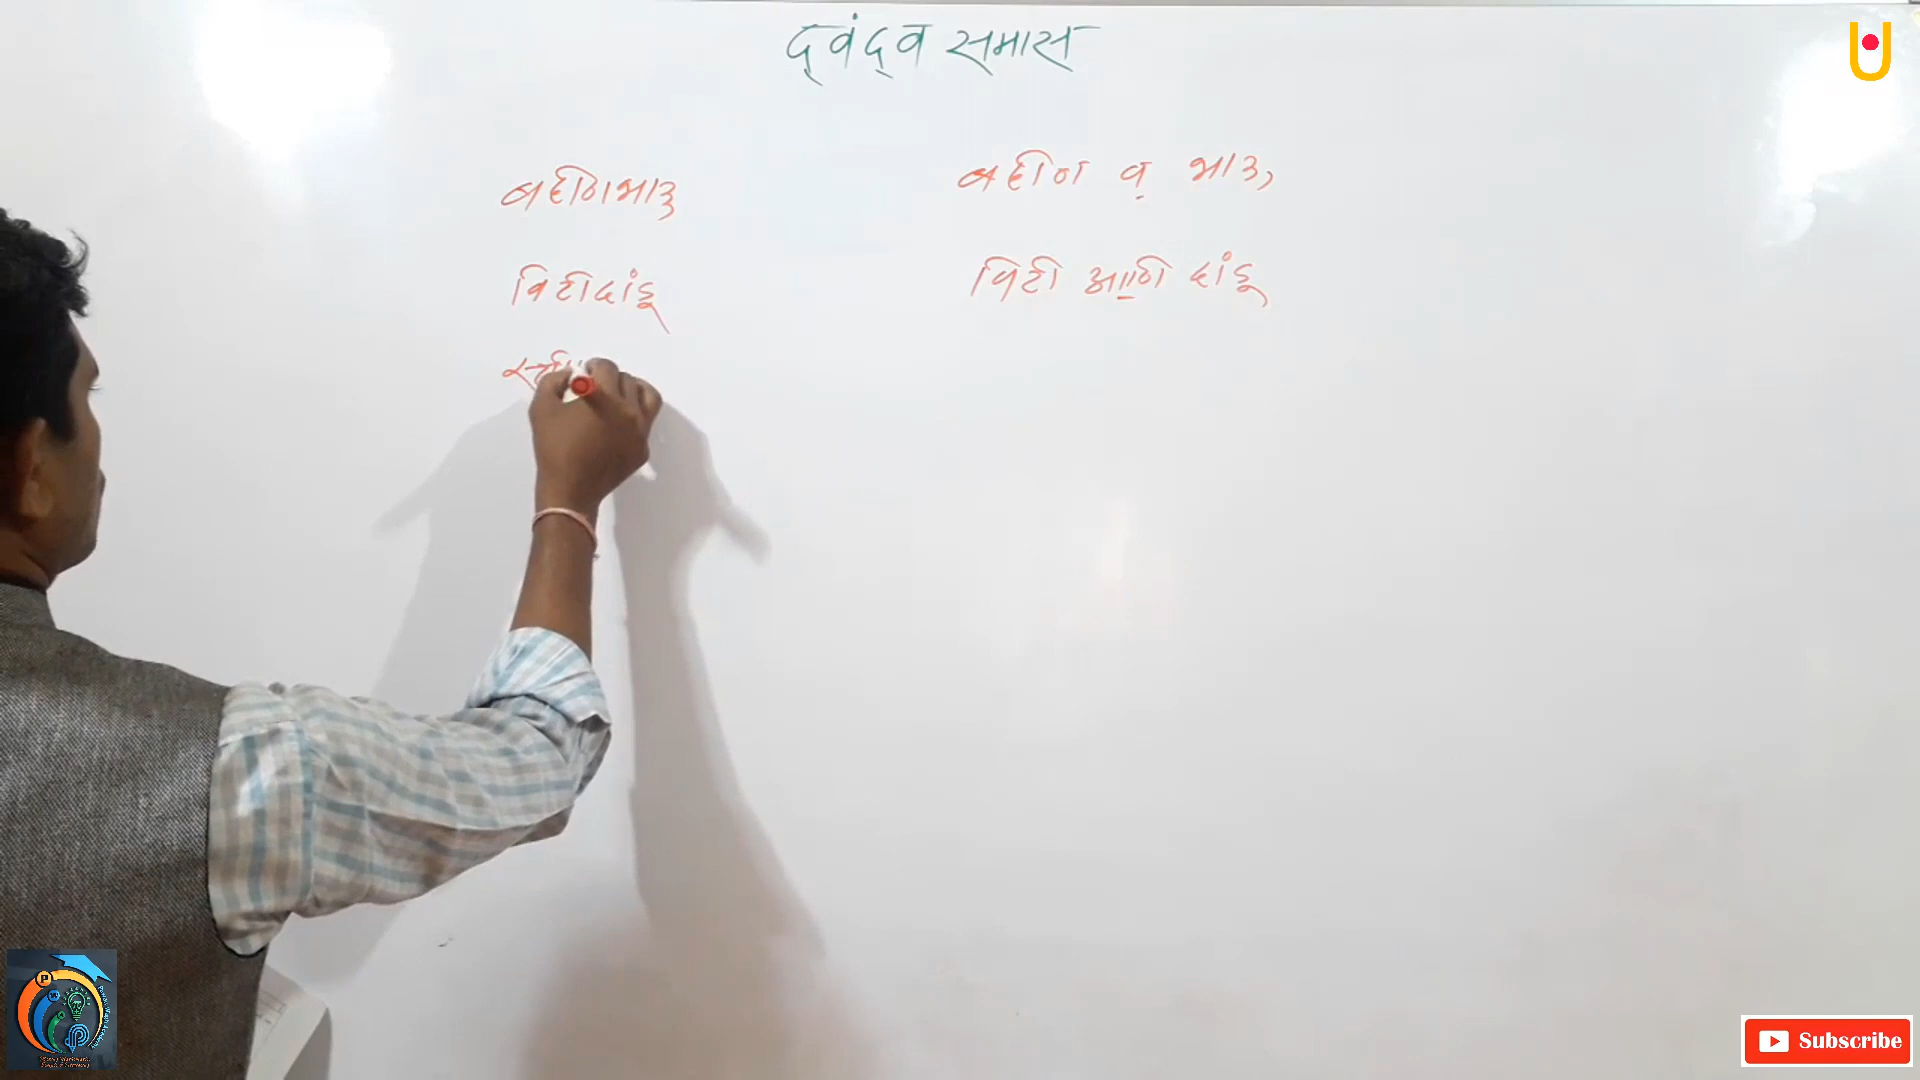 द्वंद्व समास
बहीणभाऊ बहीण व भाऊ,
विटीदांडू विटी आणि दांडू
स्त्री
Subscribe